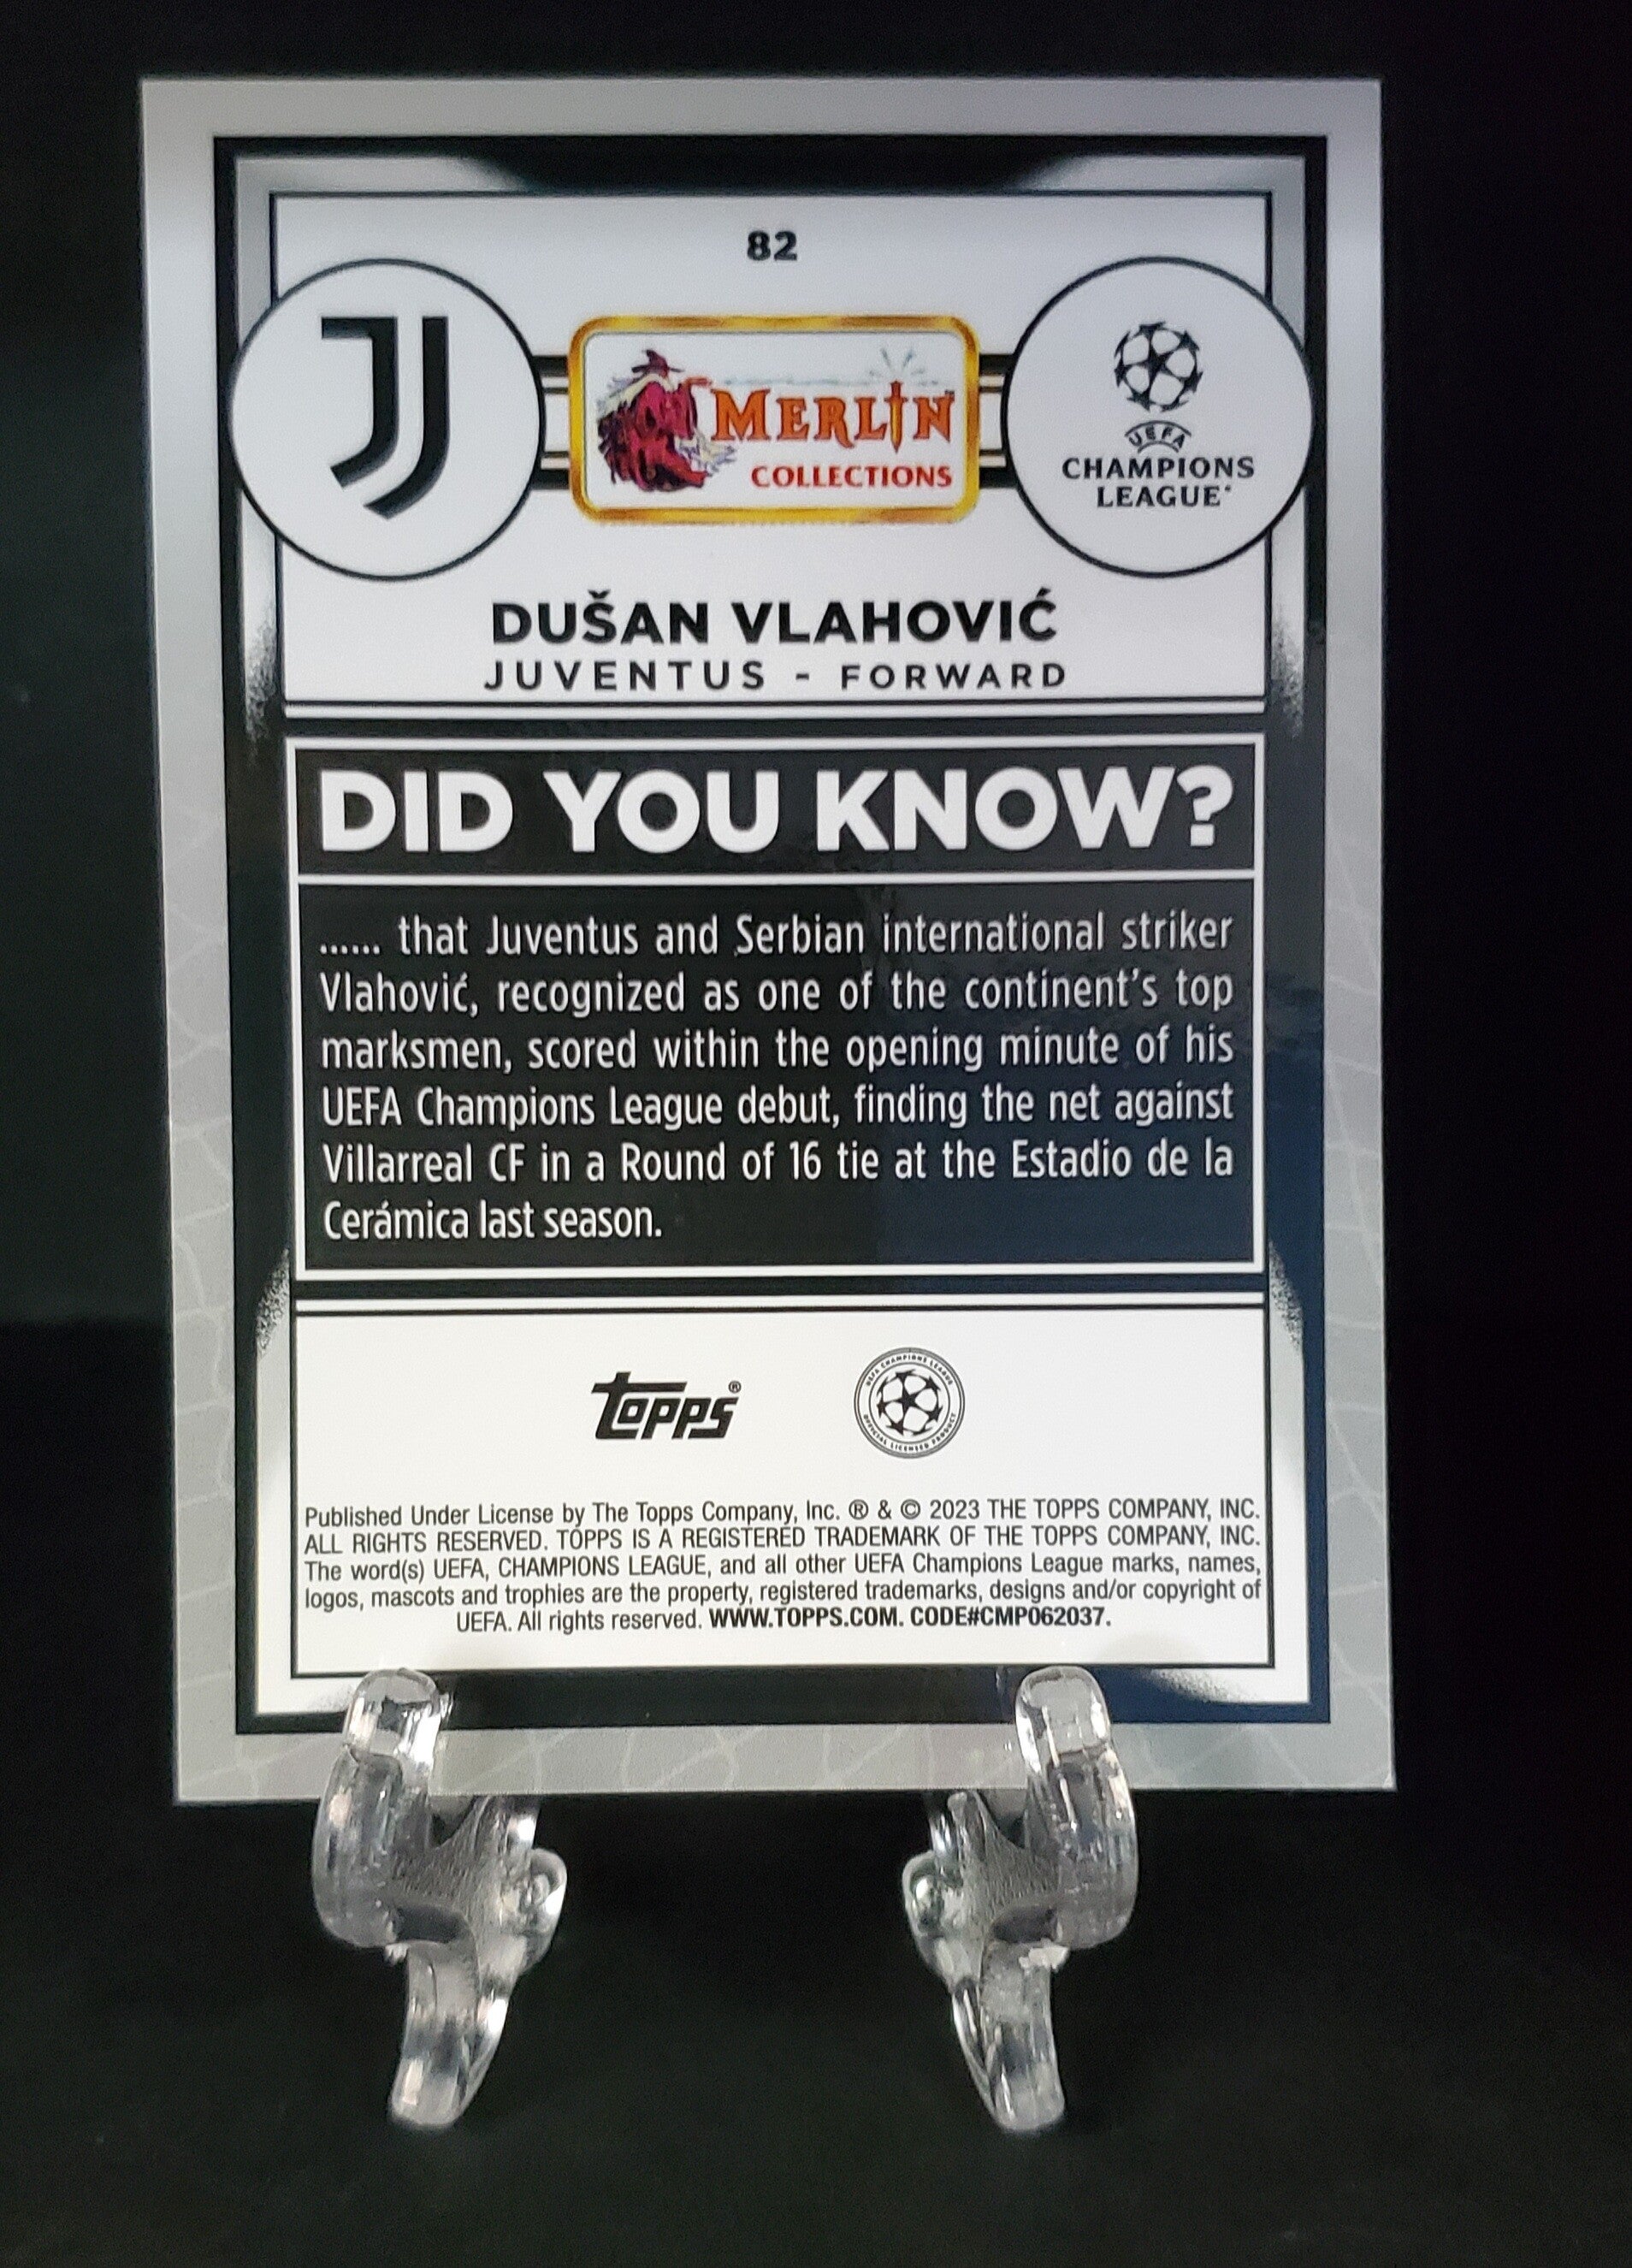 82
MERLIN
COLLECTIONS
UEFA
CHAMPIONS
LEAGUE
DUŠAN VLAHOVIĆ
JUVENTUS - FORWARD
DID YOU KNOW?
...... that Juventus and Serbian international striker
Vlahović, recognized as one of the continent's top
marksmen, scored within the opening minute of his
UEFA Champions League debut, finding the net against
Villarreal CF in a Round of 16 tie at the Estadio de la
Cerámica last season.
Topps®
UEFA CHAMPIONS LEAGUE
OFFICIAL LICENSED PRODUCT
Published Under License by The Topps Company, Inc. ® & © 2023 THE TOPPS COMPANY, INC.
ALL RIGHTS RESERVED. TOPPS IS A REGISTERED TRADEMARK OF THE TOPPS COMPANY, INC.
The word(s) UEFA, CHAMPIONS LEAGUE, and all other UEFA Champions League marks, names,
logos, mascots and trophies are the property, registered trademarks, designs and/or copyright of
UEFA. All rights reserved. WWW.TOPPS.COM. CODE#CMP062037.